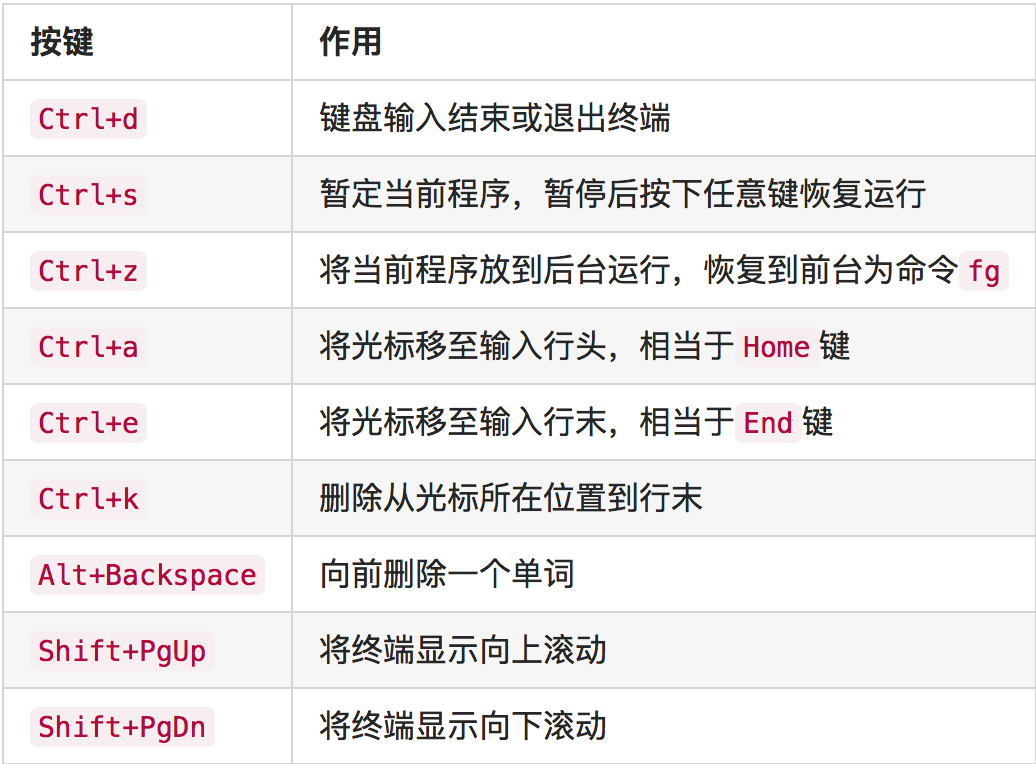 按键 作用
Ctrl+d 键盘输入结束或退出终端
Ctrl+s 暂定当前程序，暂停后按下任意键恢复运行
Ctrl+z 将当前程序放到后台运行，恢复到前台为命令fg
Ctrl+a 将光标移至输入行头，相当于Home键
Ctrl+e 将光标移至输入行末，相当于End键
Ctrl+k 删除从光标所在位置到行末
Alt+Backspace 向前删除一个单词
Shift+PgUp 将终端显示向上滚动
Shift+PgDn 将终端显示向下滚动